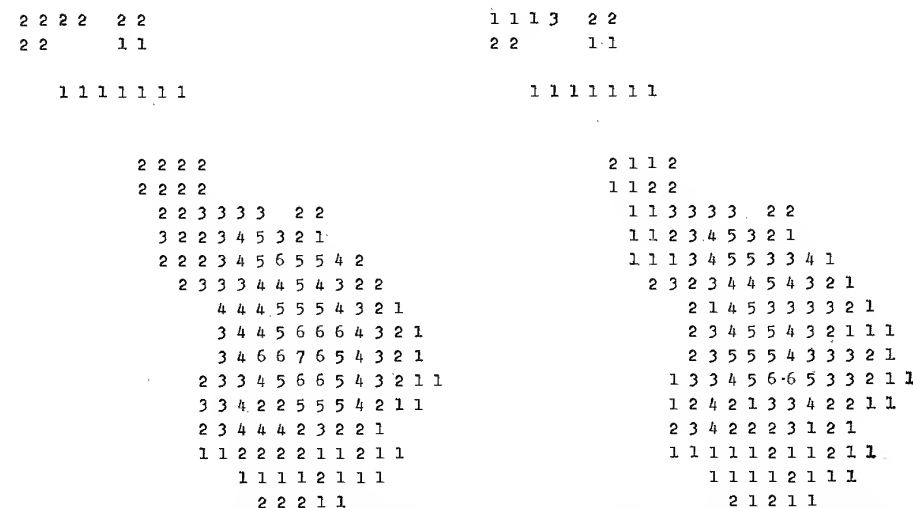 2 2 2 2 2 2 1 1 1 3 2 2
2 2 1 1 2 2 1 1
1 1 1 1 1 1 1 1 1 1 1 1 1 1
2 2 2 2 2 1 1 2
2 2 2 2 1 1 2 2
2 2 3 3 3 3 2 2 1 1 3 3 3 3 2 2
3 2 2 3 4 5 3 2 1 1 1 2 3 4 5 3 2 1
2 2 2 3 4 5 6 5 5 4 2 1 1 1 3 4 5 5 3 3 4 1
2 3 3 3 4 4 5 4 3 2 2 2 3 2 3 4 4 5 4 3 2 1
4 4 4 5 5 5 4 3 2 1 2 1 4 5 3 3 3 3 2 1
3 4 4 5 6 6 6 4 3 2 1 2 3 4 5 5 4 3 2 1 1 1
3 4 6 6 7 6 5 4 3 2 1 2 3 5 5 5 4 3 3 3 2 1
2 3 3 4 5 6 6 5 4 3 2 1 1 1 3 3 4 5 6 6 5 3 3 2 1 1
3 3 4 2 2 5 5 5 4 2 1 1 1 2 4 2 1 3 3 4 2 2 1 1
2 3 4 4 4 2 3 2 2 1 2 3 4 2 2 2 3 1 2 1
1 1 2 2 2 2 1 1 2 1 1 1 1 1 1 1 2 1 1 2 1 1
1 1 1 1 2 1 1 1 1 1 1 1 2 1 1 1
2 2 2 1 1 2 1 2 1 1